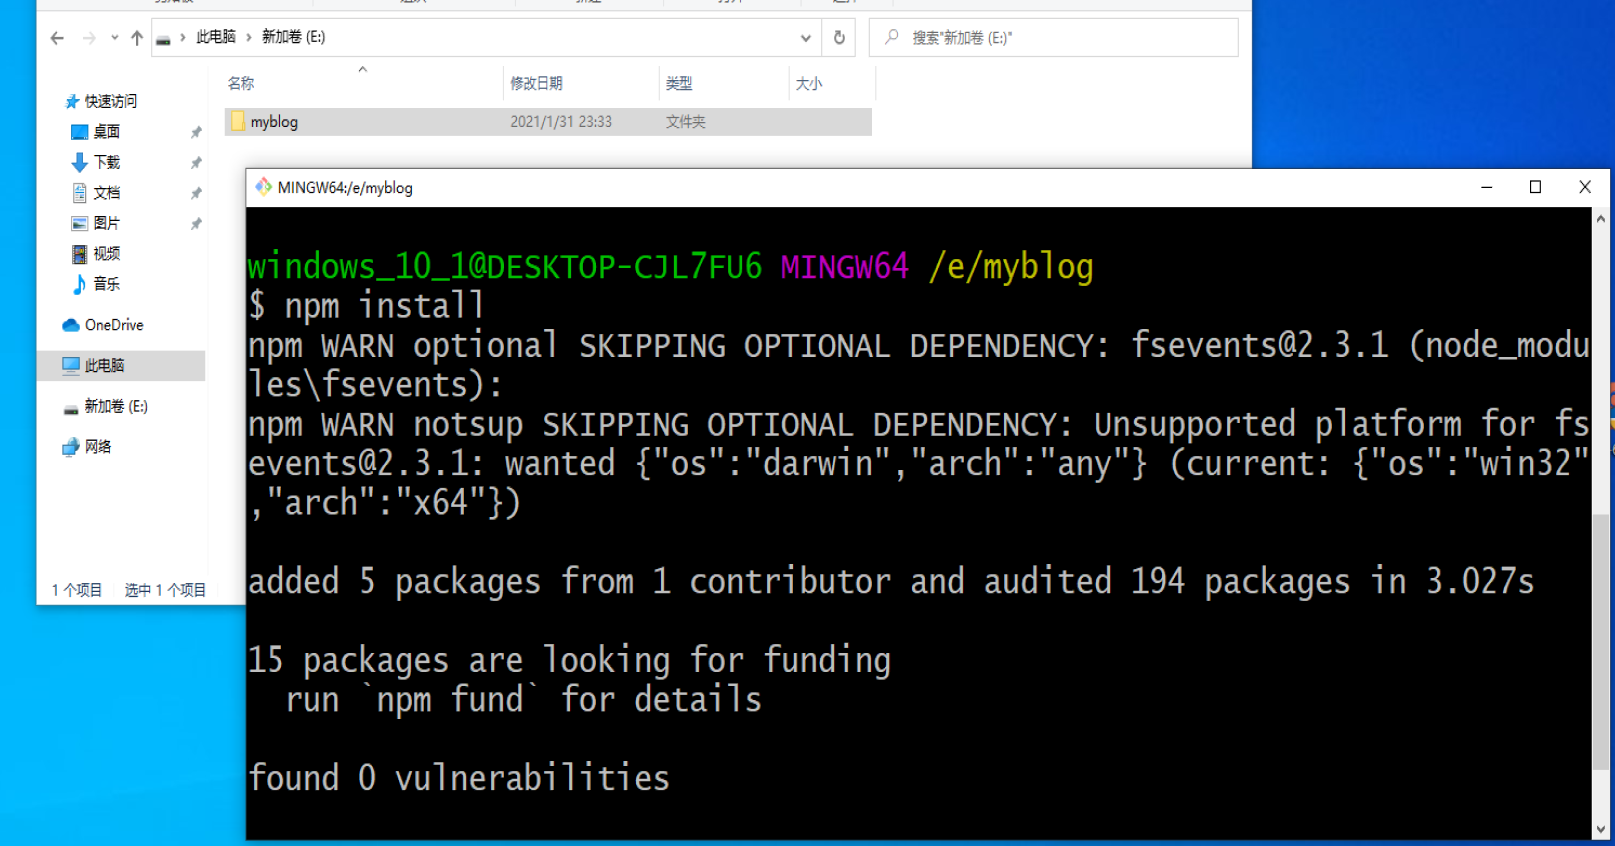 此电脑 › 新加卷 (E:)
搜索"新加卷 (E:)"
名称 修改日期 类型 大小
快速访问
桌面
下载
文档
图片
视频
音乐
OneDrive
此电脑
新加卷 (E:)
网络
myblog 2021/1/31 23:33 文件夹
1 个项目 选中 1 个项目
MINGW64:/e/myblog
windows_10_1@DESKTOP-CJL7FU6 MINGW64 /e/myblog
$ npm install
npm WARN optional SKIPPING OPTIONAL DEPENDENCY: fsevents@2.3.1 (node_modu
les\fsevents):
npm WARN notsup SKIPPING OPTIONAL DEPENDENCY: Unsupported platform for fs
events@2.3.1: wanted {"os":"darwin","arch":"any"} (current: {"os":"win32"
,"arch":"x64"})
added 5 packages from 1 contributor and audited 194 packages in 3.027s
15 packages are looking for funding
run `npm fund` for details
found 0 vulnerabilities